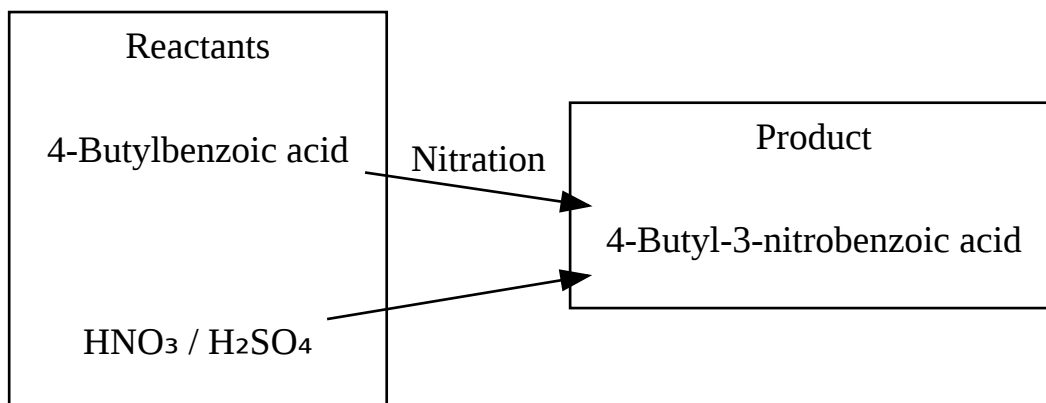 Reactants
4-Butylbenzoic acid
HNO₃ / H₂SO₄
Nitration
Product
4-Butyl-3-nitrobenzoic acid